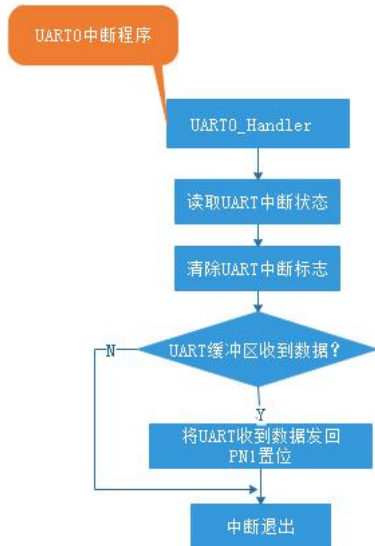 UART0中断程序
UART0_Handler
读取UART中断状态
清除UART中断标志
UART缓冲区收到数据?
N
Y
将UART收到数据发回
PN1置位
中断退出